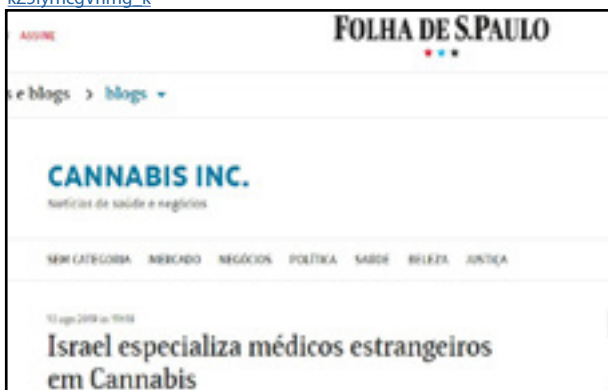 ASSINE
FOLHA DE S.PAULO
s e blogs > blogs
CANNABIS INC.
Notícias de saúde e negócios
SEM CATEGORIA MERCADO NEGÓCIOS POLÍTICA SAÚDE BELEZA JUSTIÇA
Israel especializa médicos estrangeiros
em Cannabis